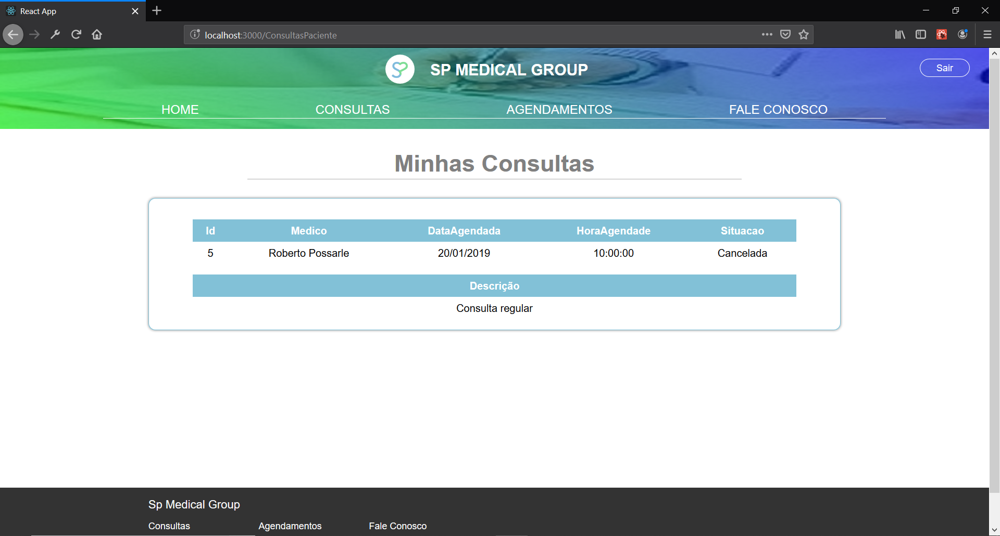 React App
localhost:3000/ConsultasPaciente
SP MEDICAL GROUP
Sair
HOME CONSULTAS AGENDAMENTOS FALE CONOSCO
Minhas Consultas
Id Medico DataAgendada HoraAgendade Situacao
5 Roberto Possarle 20/01/2019 10:00:00 Cancelada
Descrição
Consulta regular
Sp Medical Group
Consultas Agendamentos Fale Conosco